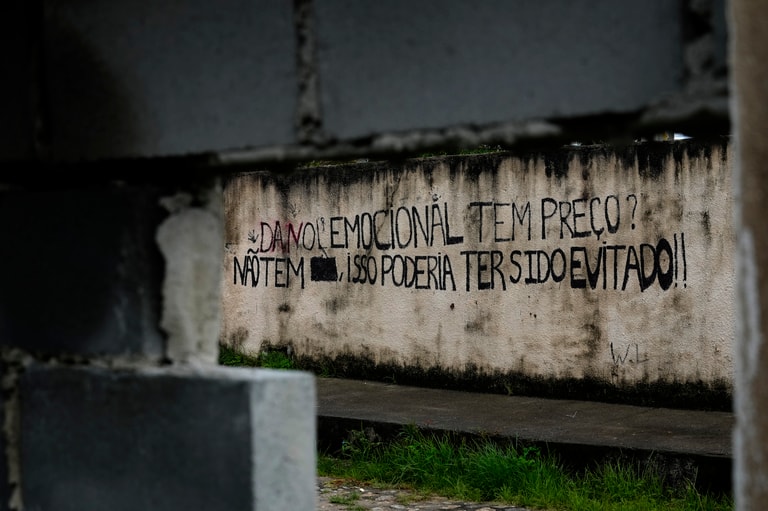 DANO EMOCIONAL TEM PREÇO?
NÃO TEM , ISSO PODERIA TER SIDO EVITADO!!
W.L